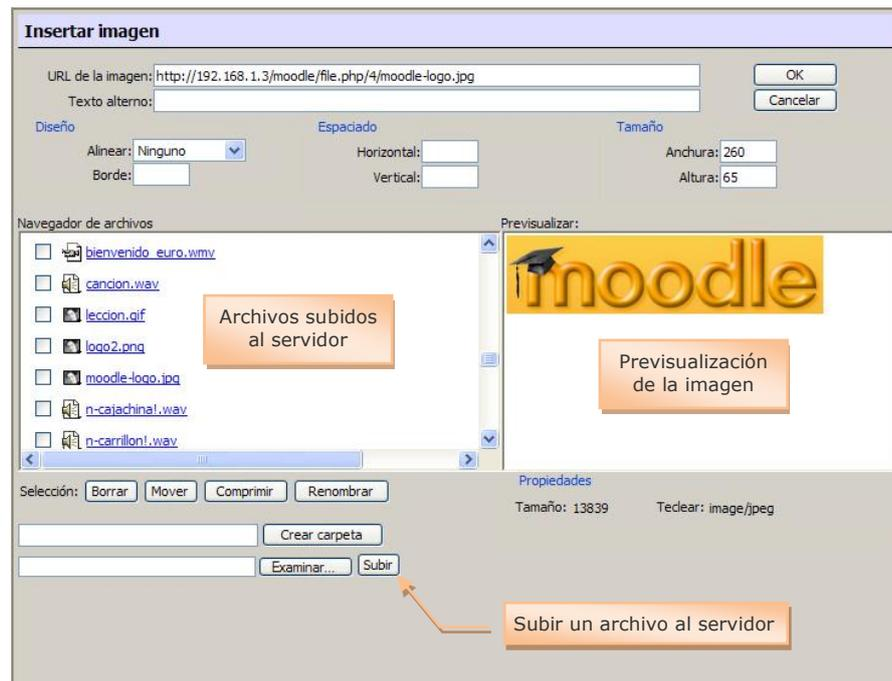 Insertar imagen
URL de la imagen: http://192.168.1.3/moodle/file.php/4/moodle-logo.jpg OK
Texto alterno: Cancelar
Diseño Espaciado Tamaño
Alinear: Ninguno Horizontal: Anchura: 260
Borde: Vertical: Altura: 65
Navegador de archivos Previsualizar:
bienvenido_euro.wmv
cancion.wav
leccion.gif
logo2.png
moodle-logo.jpg
n-cajachina!.wav
n-carrillon!.wav
Archivos subidos
al servidor
moodle
Previsualización
de la imagen
Selección: Borrar Mover Comprimir Renombrar
Propiedades
Tamaño: 13839 Teclear: image/jpeg
Crear carpeta
Examinar... Subir
Subir un archivo al servidor